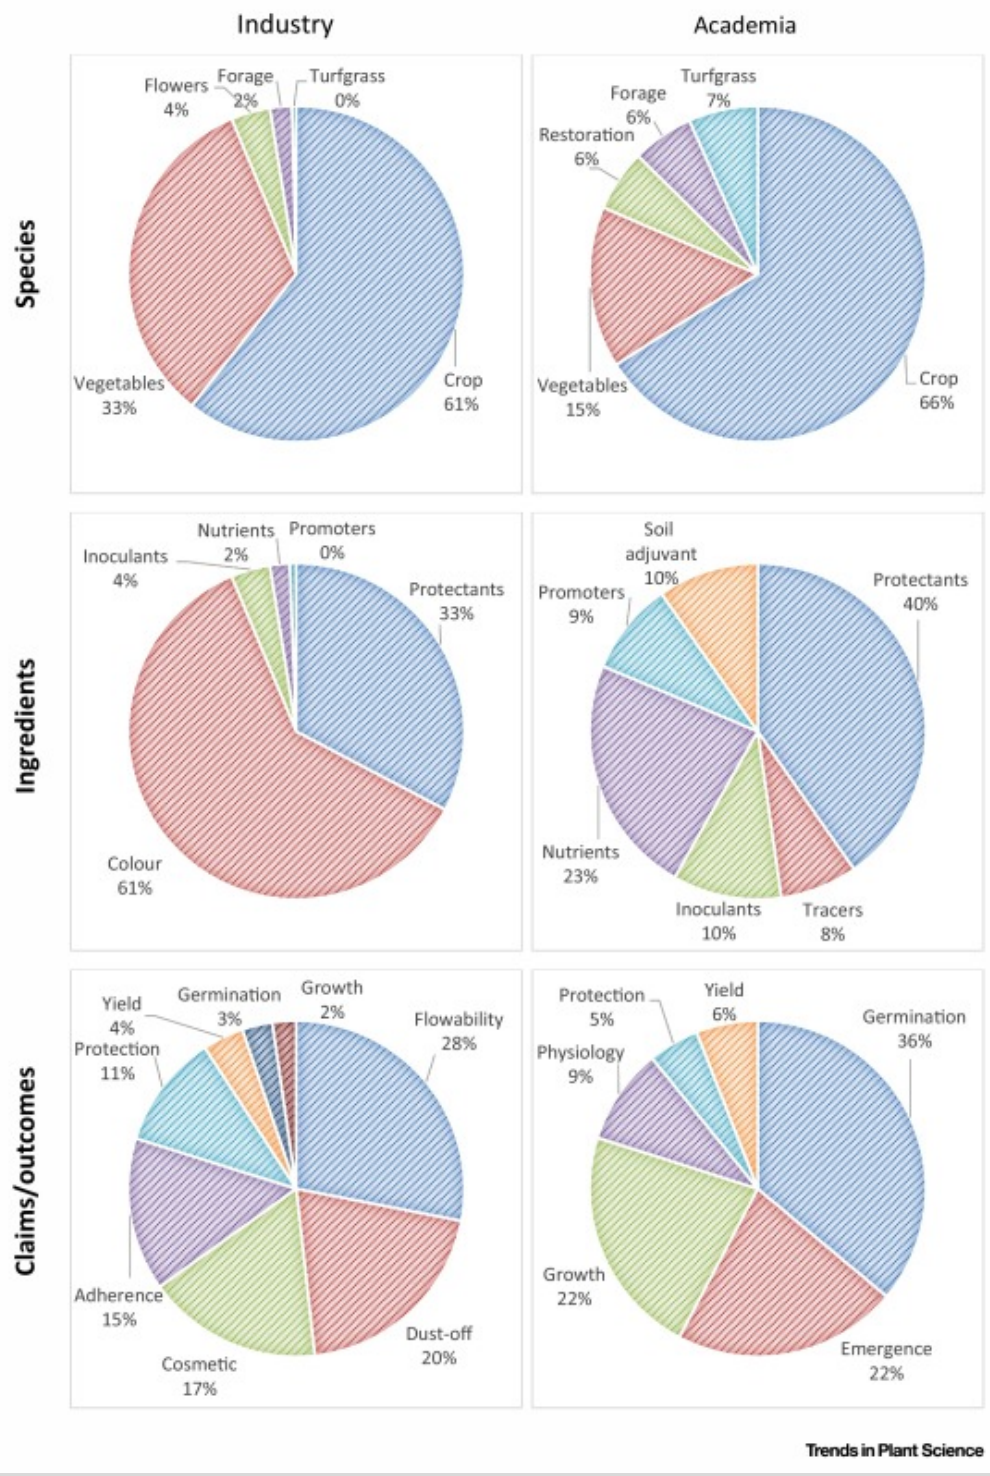 Industry
Academia
Species
Flowers
4%
Forage
2%
Turfgrass
0%
Vegetables
33%
Crop
61%
Turfgrass
7%
Forage
6%
Restoration
6%
Vegetables
15%
Crop
66%
Ingredients
Nutrients
2%
Promoters
0%
Inoculants
4%
Protectants
33%
Colour
61%
Soil
adjuvant
10%
Promoters
9%
Protectants
40%
Nutrients
23%
Inoculants
10%
Tracers
8%
Claims/outcomes
Growth
2%
Germination
3%
Yield
4%
Protection
11%
Flowability
28%
Adherence
15%
Cosmetic
17%
Dust-off
20%
Yield
6%
Protection
5%
Physiology
9%
Germination
36%
Growth
22%
Emergence
22%
Trends in Plant Science